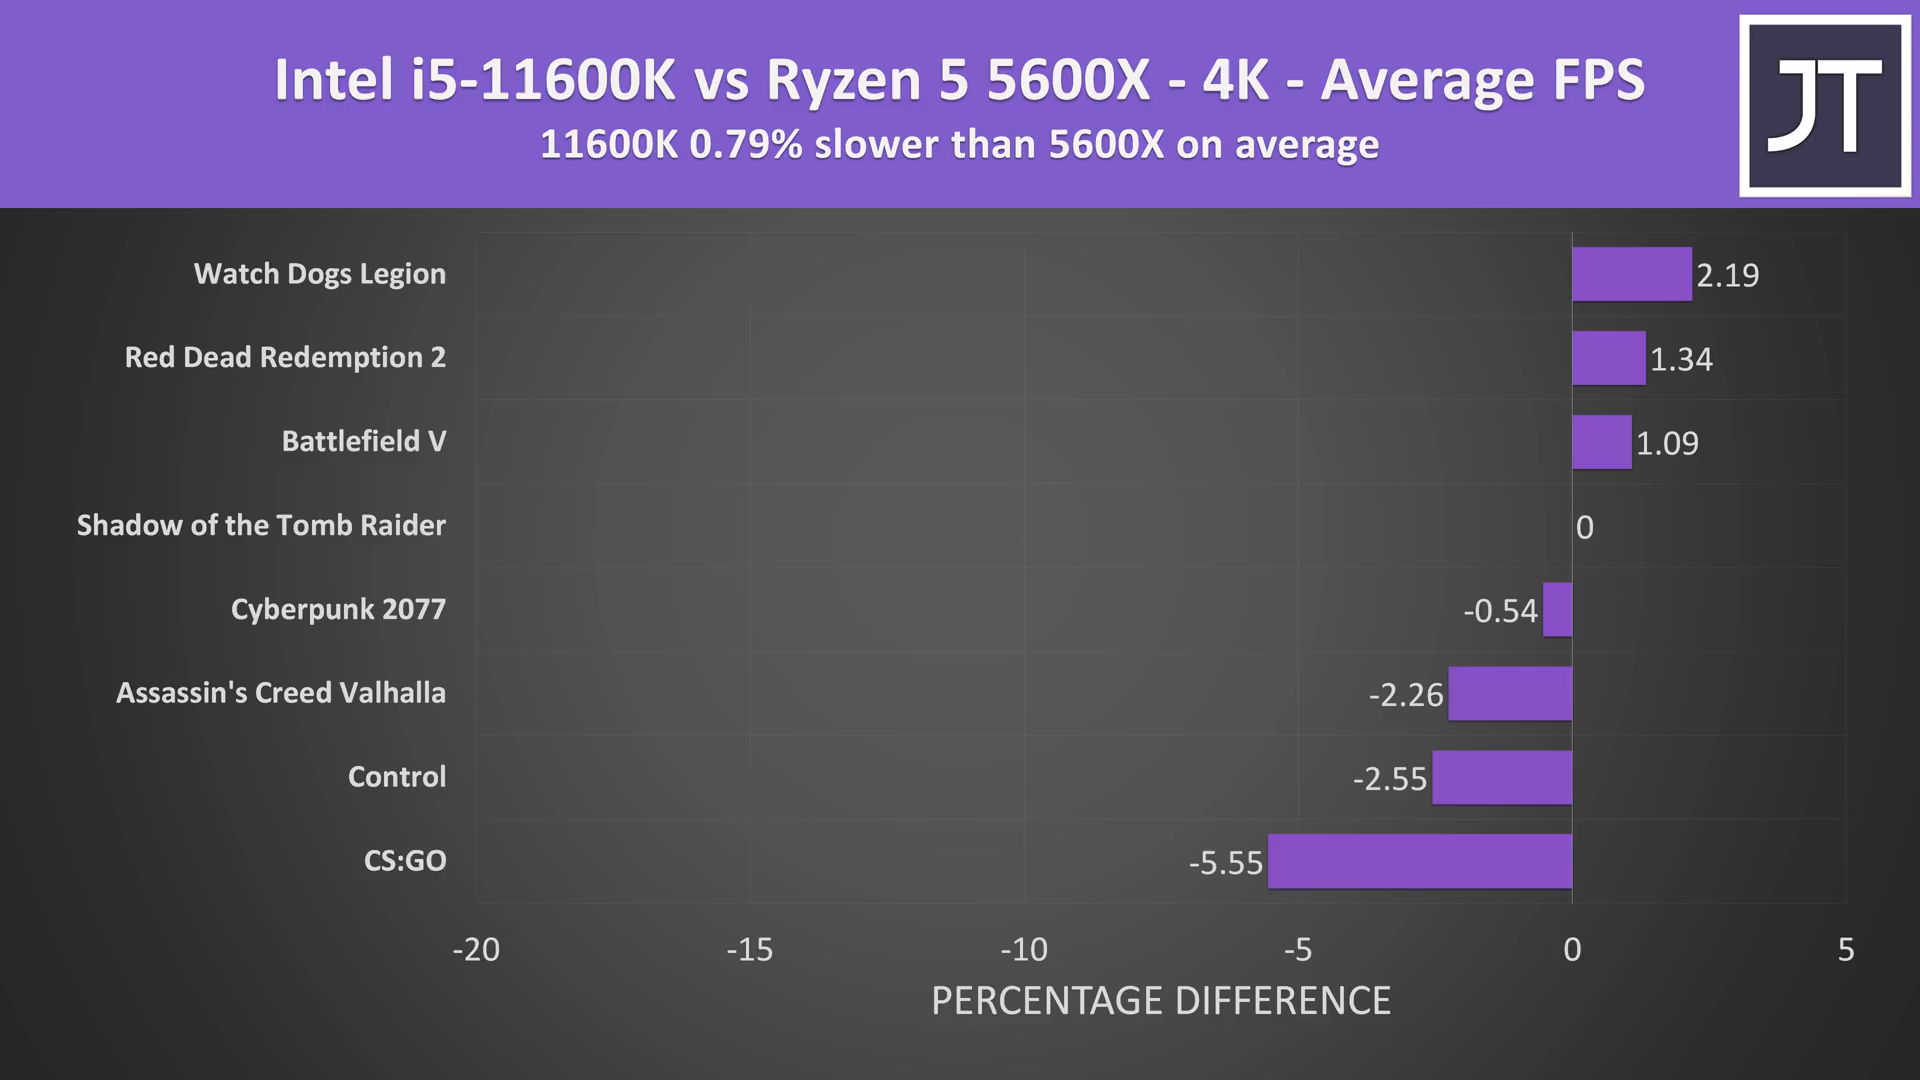 Intel i5-11600K vs Ryzen 5 5600X - 4K - Average FPS
11600K 0.79% slower than 5600X on average
JT
Watch Dogs Legion 2.19
Red Dead Redemption 2 1.34
Battlefield V 1.09
Shadow of the Tomb Raider 0
Cyberpunk 2077 -0.54
Assassin's Creed Valhalla -2.26
Control -2.55
CS:GO -5.55
-20 -15 -10 -5 0 5
PERCENTAGE DIFFERENCE